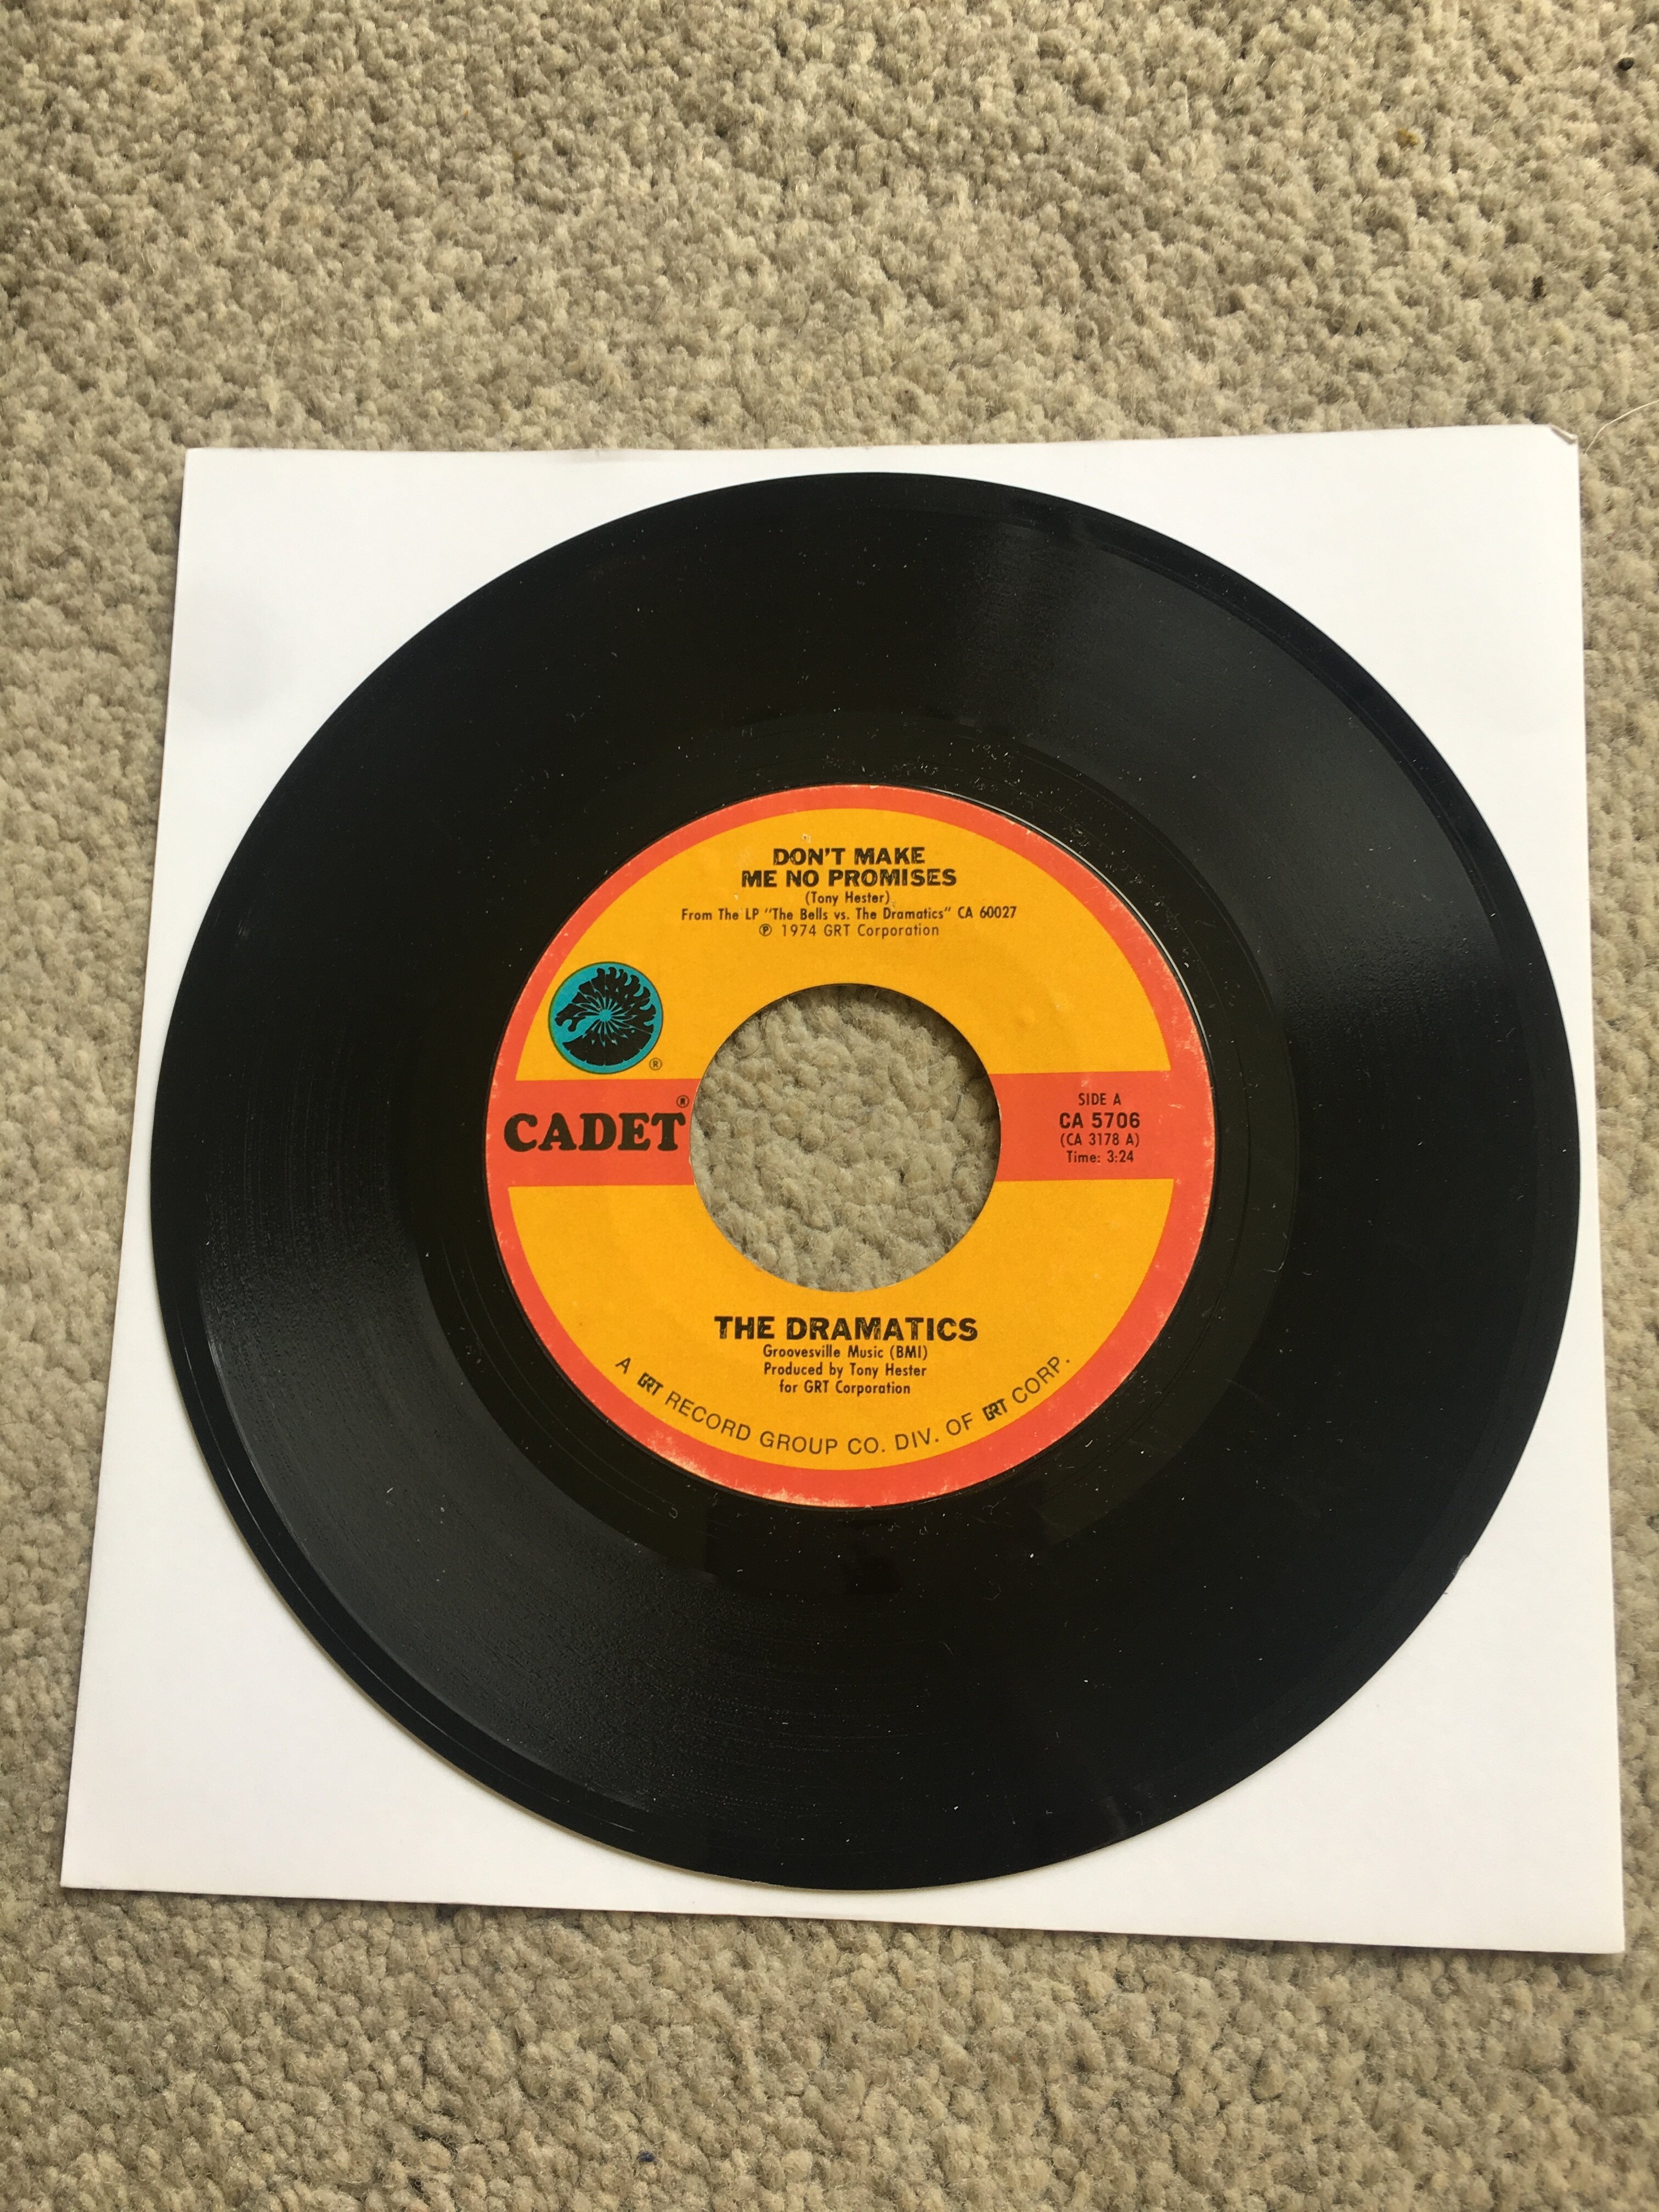 DON'T MAKE
ME NO PROMISES
(Tony Hester)
From The LP "The Bells vs. The Dramatics" CA 60027
℗ 1974 GRT Corporation
®
CADET®
SIDE A
CA 5706
(CA 3178 A)
Time: 3:24
THE DRAMATICS
Groovesville Music (BMI)
Produced by Tony Hester
for GRT Corporation
A GRT RECORD GROUP CO. DIV. OF GRT CORP.